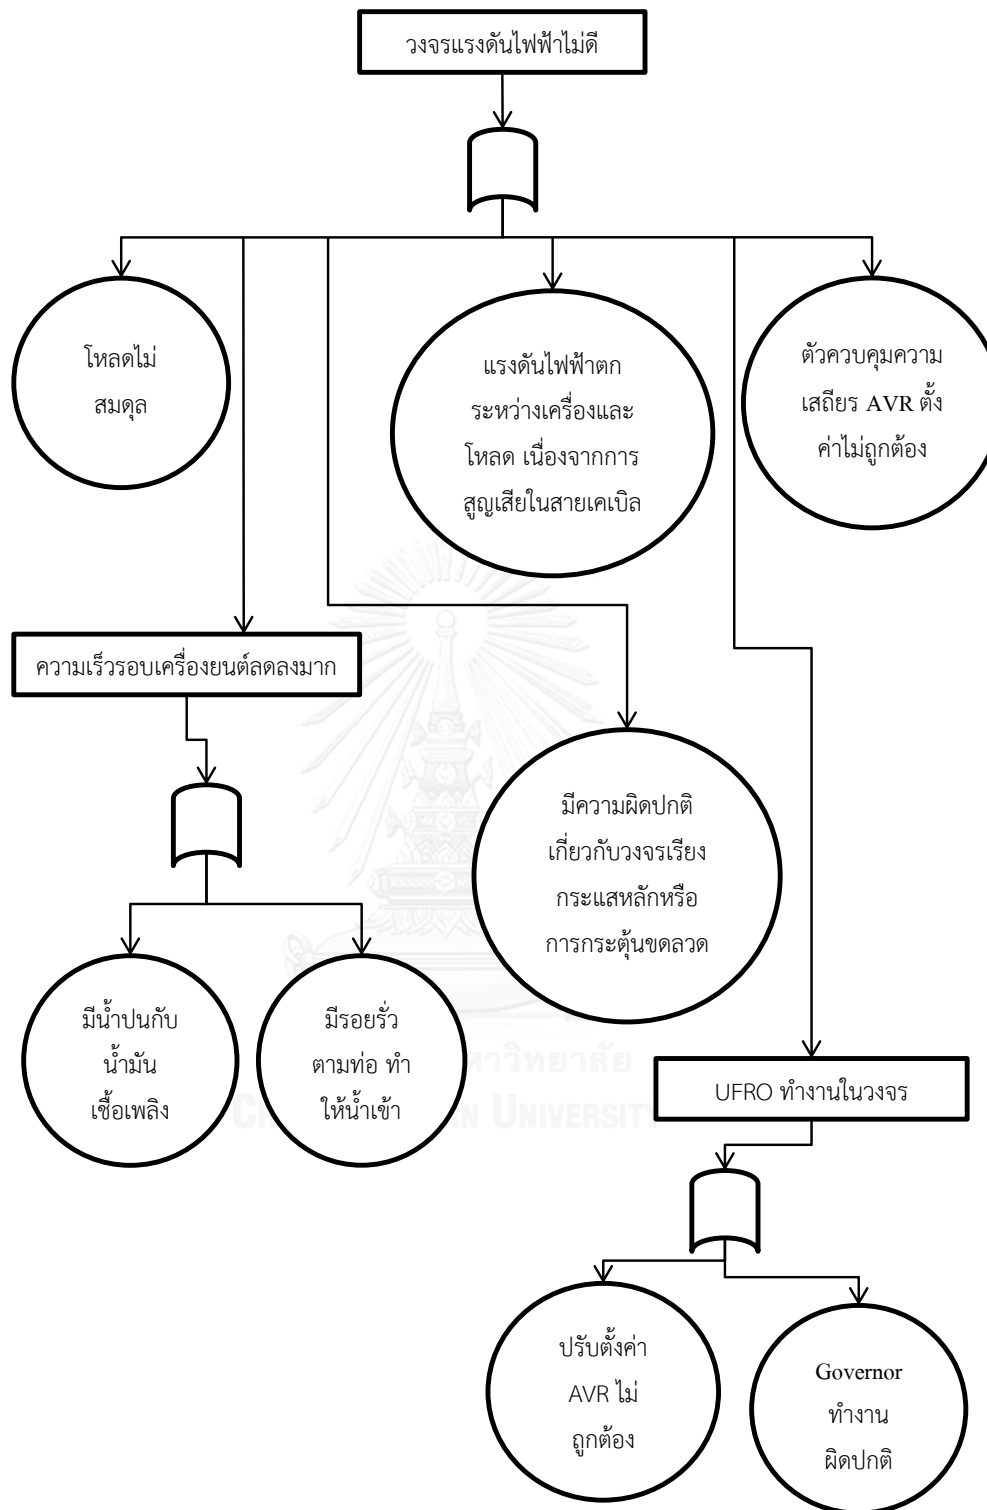 วงจรแรงดันไฟฟ้าไม่ดี
โหลดไม่
สมดุล
แรงดันไฟฟ้าตก
ระหว่างเครื่องและ
โหลด เนื่องจากการ
สูญเสียในสายเคเบิล
ตัวควบคุมความ
เสถียร AVR ตั้ง
ค่าไม่ถูกต้อง
ความเร็วรอบเครื่องยนต์ลดลงมาก
มีความผิดปกติ
เกี่ยวกับวงจรเรียง
กระแสหลักหรือ
การกระตุ้นขดลวด
มีน้ำปนกับ
น้ำมัน
เชื้อเพลิง
มีรอยรั่ว
ตามท่อ ทำ
ให้น้ำเข้า
าวิทยาลัย
UNIVERSITY
UFRO ทำงานในวงจร
ปรับตั้งค่า
AVR ไม่
ถูกต้อง
Governor
ทำงาน
ผิดปกติ